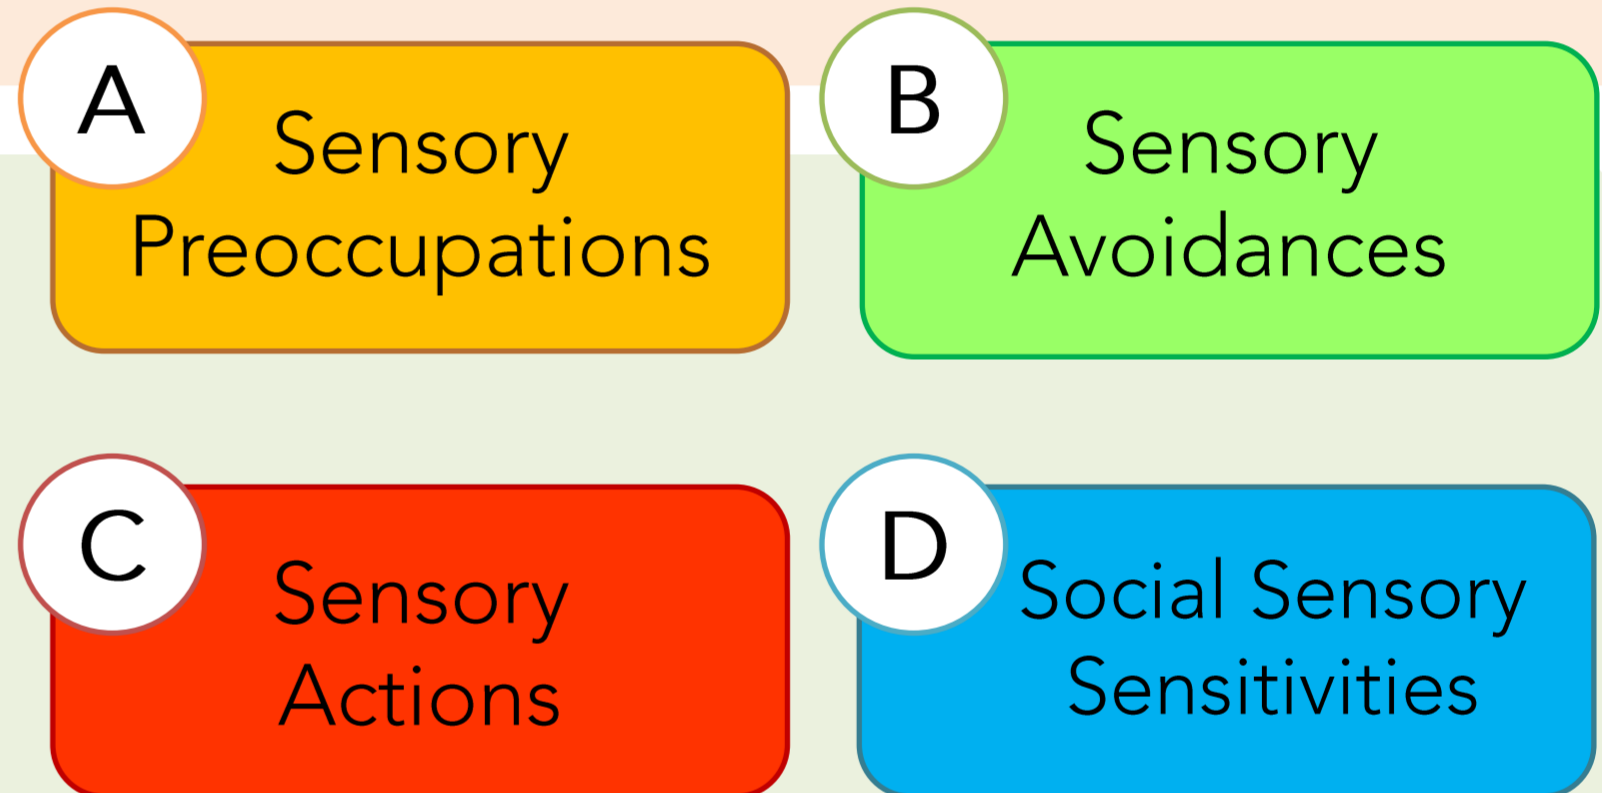 A
Sensory
Preoccupations
B
Sensory
Avoidances
C
Sensory
Actions
D
Social Sensory
Sensitivities